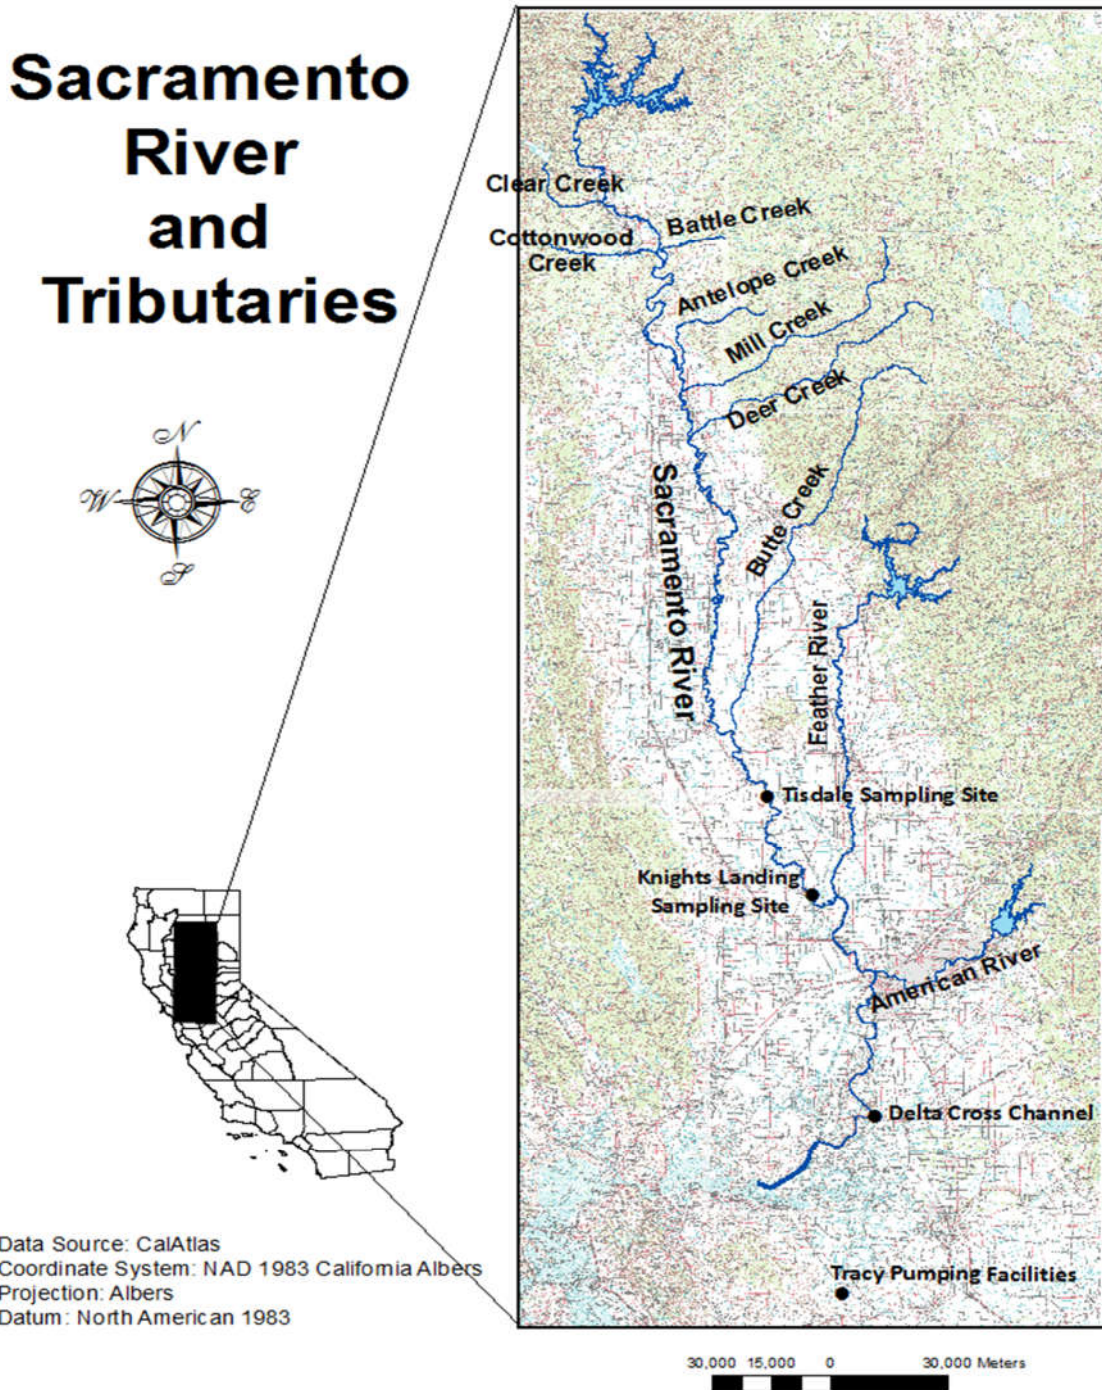 Sacramento
River
and
Tributaries
N
W
E
S
Clear Creek
Battle Creek
Cottonwood
Creek
Antelope Creek
Mill Creek
Deer Creek
Sacramento River
Butte Creek
Feather River
Tisdale Sampling Site
Knights Landing
Sampling Site
American River
Delta Cross Channel
Tracy Pumping Facilities
Data Source: CalAtlas
Coordinate System: NAD 1983 California Albers
Projection: Albers
Datum: North American 1983
30,000 15,000 0 30,000 Meters